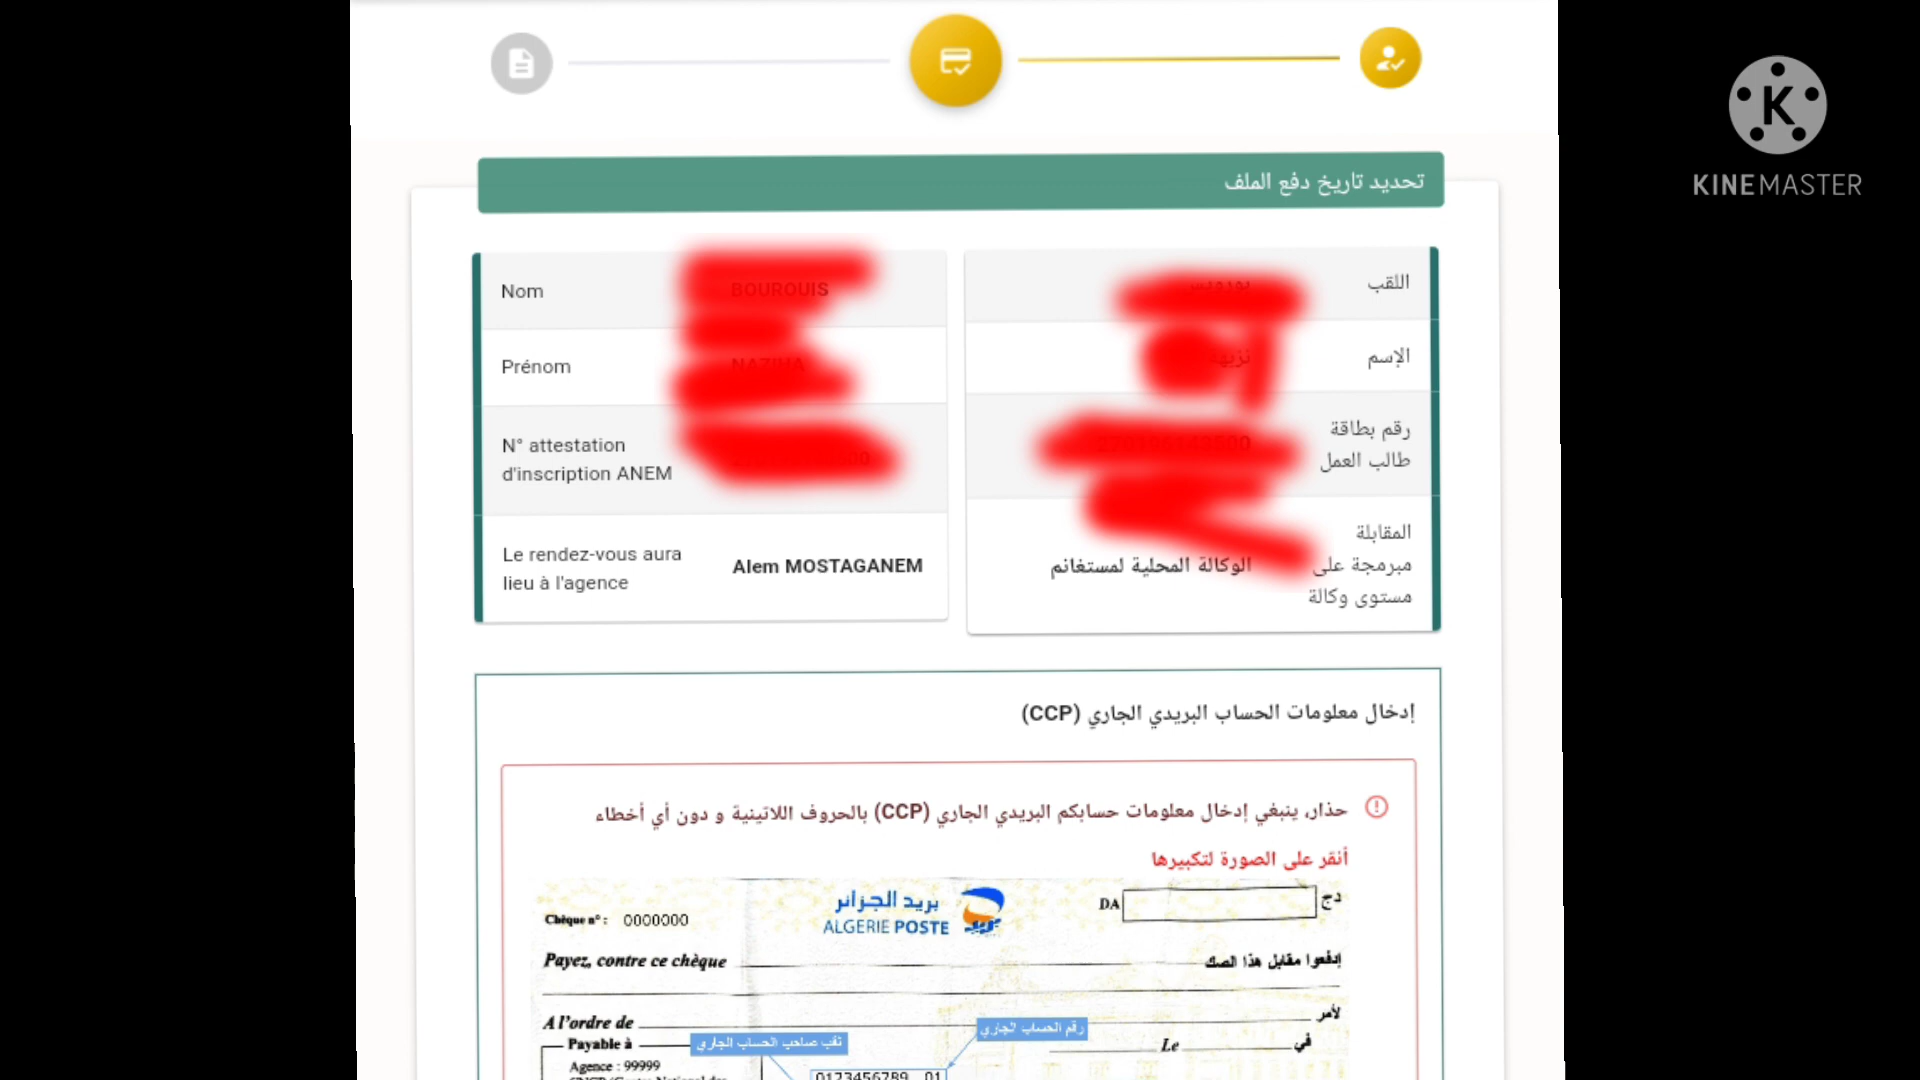 KINEMASTER
تحديد تاريخ دفع الملف
Nom
Prénom
N° attestation
d'inscription ANEM
Le rendez-vous aura
lieu à l'agence
Alem MOSTAGANEM
اللقب
الإسم
رقم بطاقة
طالب العمل
المقابلة
مبرمجة على
مستوى وكالة
الوكالة المحلية لمستغانم
إدخال معلومات الحساب البريدي الجاري (CCP)
حذار، ينبغي إدخال معلومات حسابكم البريدي الجاري (CCP) بالحروف اللاتينية و دون أي أخطاء
أنقر على الصورة لتكبيرها
Chèque n° : 0000000
بريد الجزائر
ALGERIE POSTE
DA دج
Payez, contre ce chèque إدفعوا مقابل هذا الصك
A l'ordre de لأمر
رقم الحساب الجاري
لقب صاحب الحساب الجاري
Payable à
Le في
Agence : 99999
0123456789 01